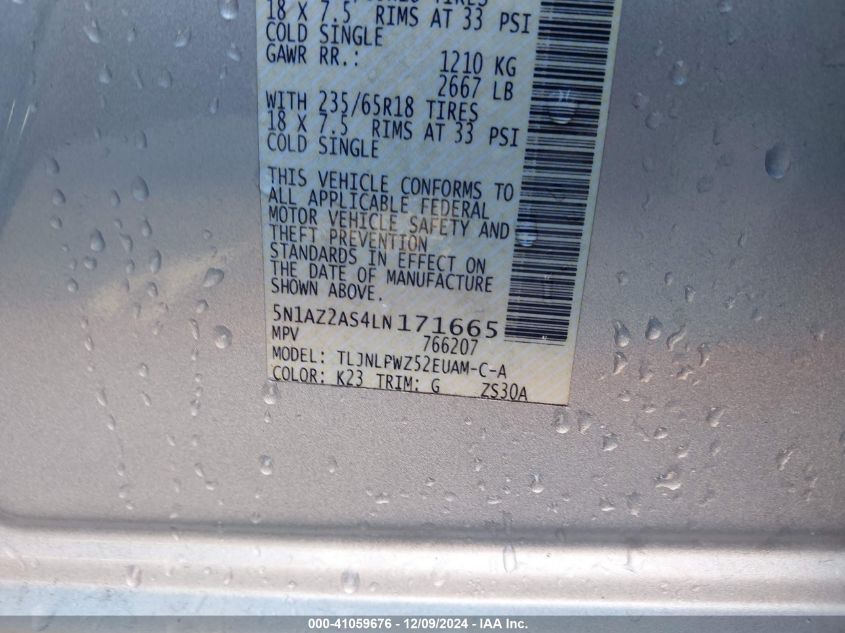 18 X 7.5 RIMS AT 33 PSI
COLD SINGLE
GAWR RR.: 1210 KG
2667 LB
WITH 235/65R18 TIRES
18 X 7.5 RIMS AT 33 PSI
COLD SINGLE
THIS VEHICLE CONFORMS TO
ALL APPLICABLE FEDERAL
MOTOR VEHICLE SAFETY AND
THEFT PREVENTION
STANDARDS IN EFFECT ON
THE DATE OF MANUFACTURE
SHOWN ABOVE.
5N1AZ2AS4LN171665
MPV 766207
MODEL: TLJNLPWZ52EUAM-C-A
COLOR: K23 TRIM: G ZS30A
000-41059676 - 12/09/2024 - IAA Inc.